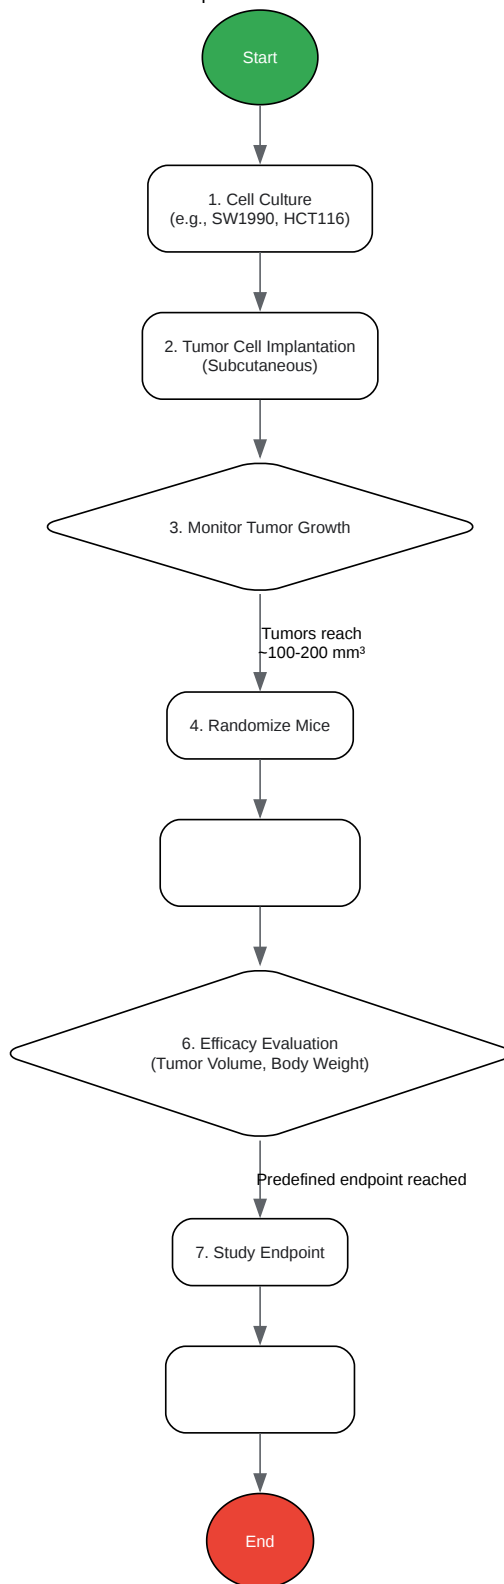 Start
1. Cell Culture
(e.g., SW1990, HCT116)
2. Tumor Cell Implantation
(Subcutaneous)
3. Monitor Tumor Growth
Tumors reach
~100-200 mm³
4. Randomize Mice
6. Efficacy Evaluation
(Tumor Volume, Body Weight)
Predefined endpoint reached
7. Study Endpoint
End